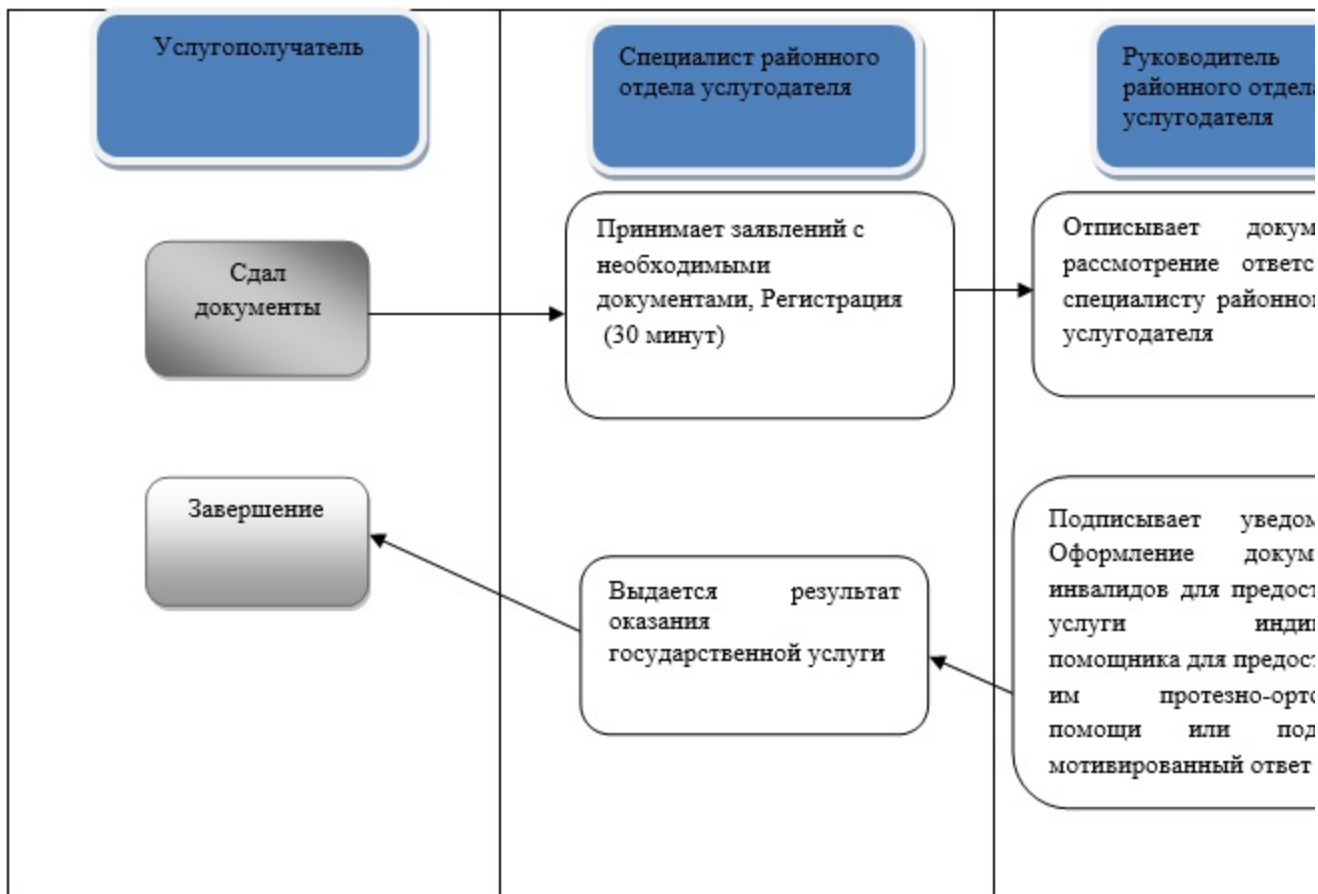 Услугополучатель
Специалист районного
отдела услугодателя
Руководитель
районного отдела
услугодателя
Сдал
документы
Принимает заявлений с
необходимыми
документами, Регистрация
(30 минут)
Отписывает
рассмотрение
специалисту
услугодателя
Завершение
Выдается результат
оказания
государственной услуги
Подписывает
Оформление
инвалидов для
услуги
помощника для
им
помощи или
мотивированный ответ